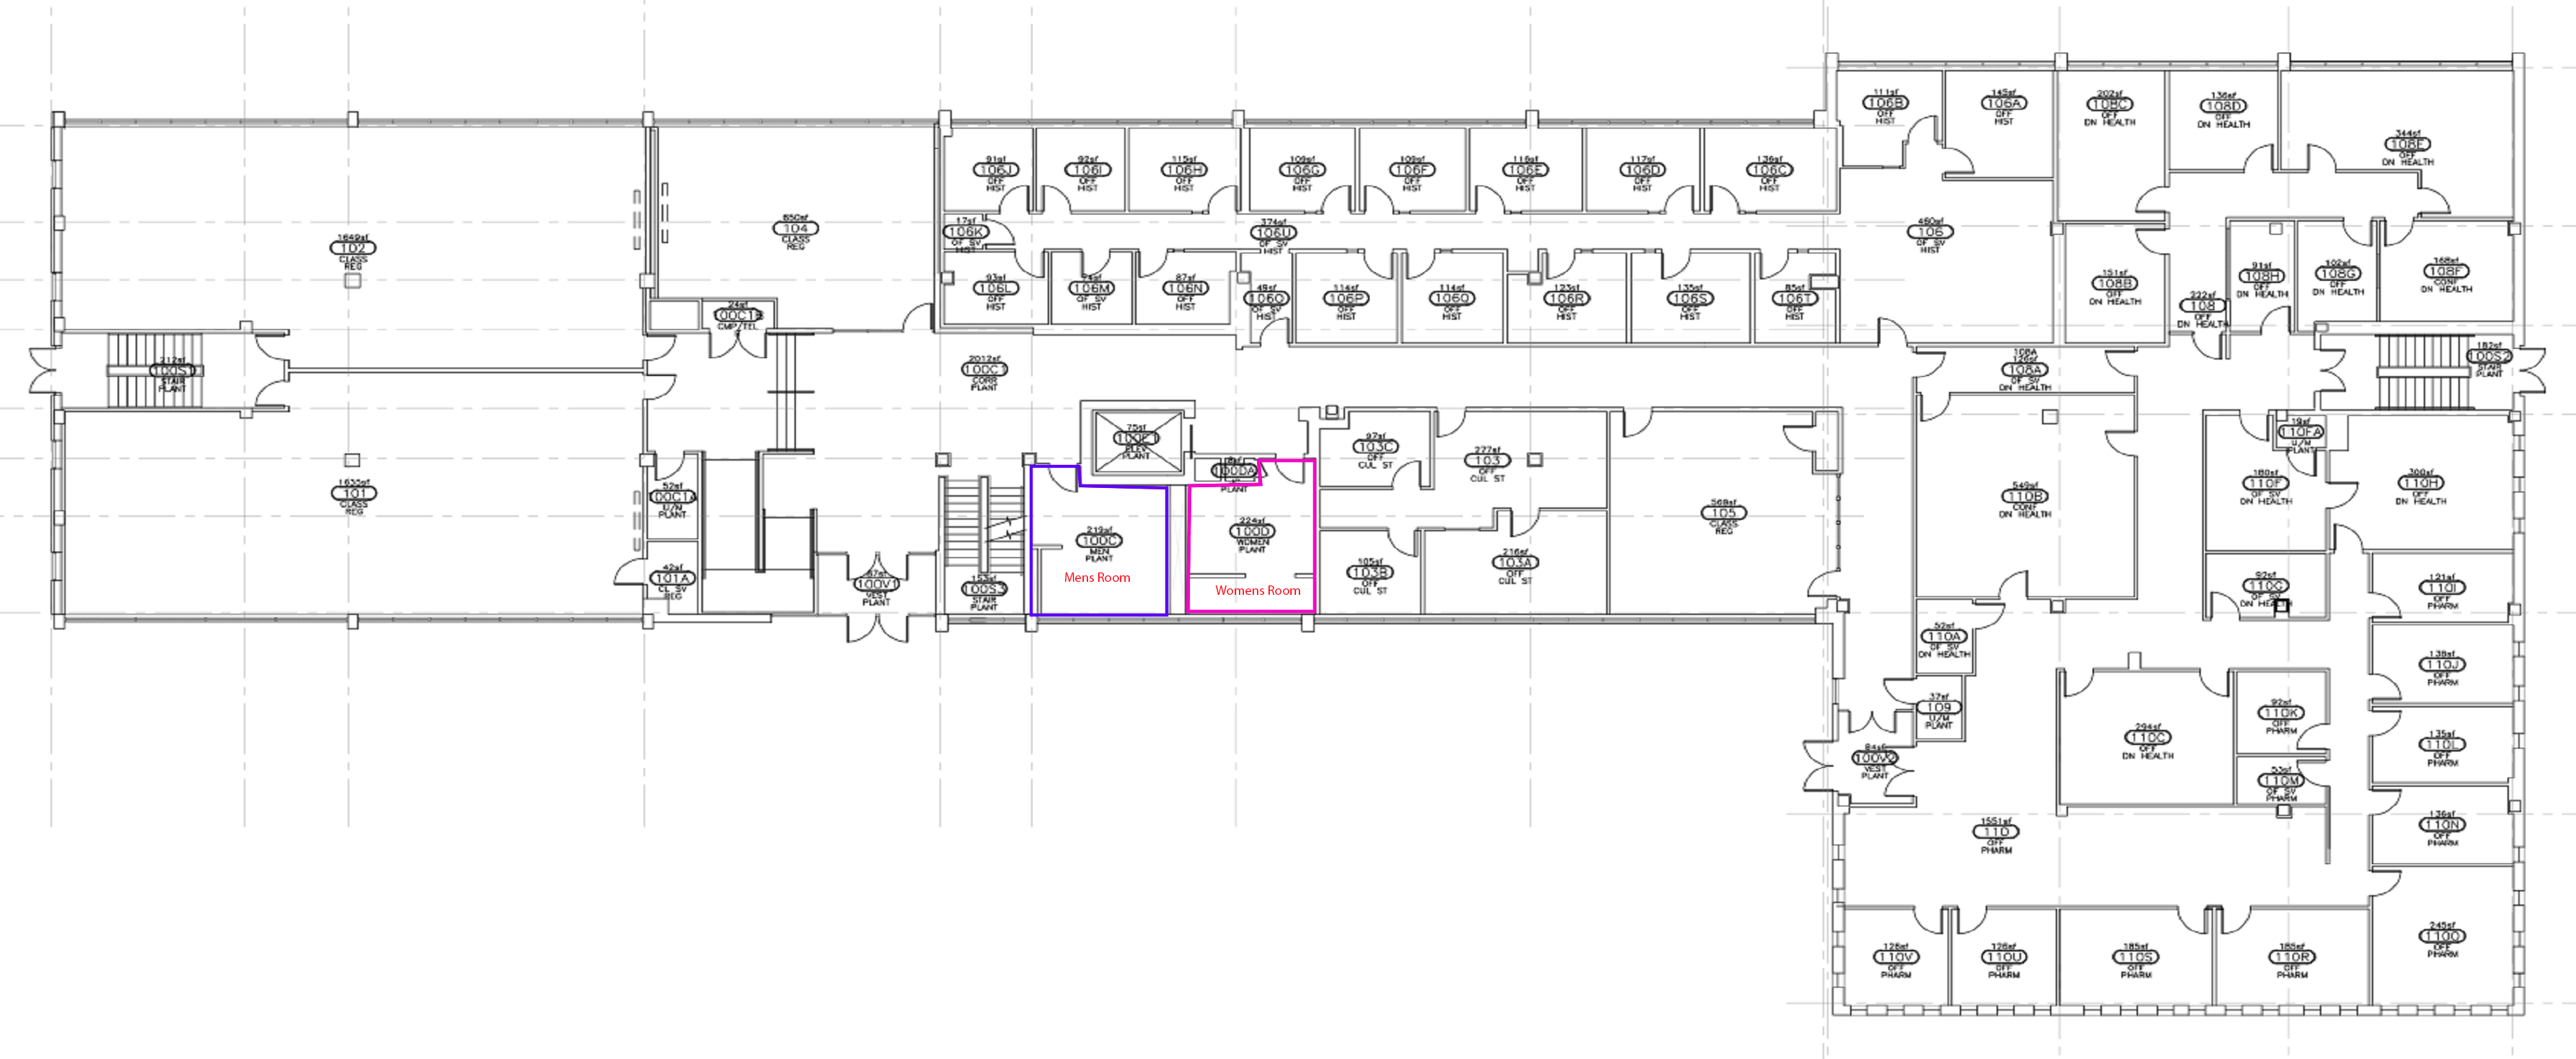 1649sf
102
CLASS
REG
850sf
104
CLASS
REG
24sf
100C1B
CMP/TEL
91sf
106J
OFF
HIST
92sf
106I
OFF
HIST
115sf
106H
OFF
HIST
109sf
106G
OFF
HIST
109sf
106F
OFF
HIST
116sf
106E
OFF
HIST
117sf
106D
OFF
HIST
136sf
106C
OFF
HIST
111sf
106B
OFF
HIST
145sf
106A
OFF
HIST
202sf
108C
OFF
DN HEALTH
136sf
108D
OFF
DN HEALTH
344sf
108E
OFF
DN HEALTH
17sf
106K
OF SV
HIST
374sf
106U
OF SV
HIST
460sf
106
OF SV
HIST
93sf
106L
OFF
HIST
106M
OF SV
HIST
87sf
106N
OFF
HIST
49sf
106O
OF SV
HIST
114sf
106P
OFF
HIST
114sf
106Q
OFF
HIST
123sf
106R
OFF
HIST
135sf
106S
OFF
HIST
85sf
106T
OFF
HIST
151sf
108B
OFF
DN HEALTH
222sf
108
OFF
DN HEALTH
91sf
108H
OFF
DN HEALTH
102sf
108G
OFF
DN HEALTH
168sf
108F
CONF
DN HEALTH
212sf
100S1
STAIR
PLANT
2012sf
100C1
CORR
PLANT
108A
126sf
108A
OF SV
DN HEALTH
182sf
100S2
STAIR
PLANT
1635sf
101
CLASS
REG
52sf
100C1A
U/M
PLANT
42sf
101A
CL SV
REG
67sf
100V1
VEST
PLANT
153sf
100S3
STAIR
PLANT
75sf
100E1
ELEV
PLANT
100DA
PLANT
219sf
100C
MEN
PLANT
Mens Room
224sf
100D
WOMEN
PLANT
Womens Room
97sf
103C
OFF
CUL ST
277sf
103
OFF
CUL ST
105sf
103B
OFF
CUL ST
216sf
103A
OFF
CUL ST
568sf
105
CLASS
REG
549sf
110B
CONF
DN HEALTH
19sf
110FA
U/M
PLANT
180sf
110F
OF SV
DN HEALTH
300sf
110H
OFF
DN HEALTH
92sf
110G
OF SV
DN HEALTH
121sf
110I
OFF
PHARM
52sf
110A
OF SV
DN HEALTH
37sf
109
U/M
PLANT
84sf
100V2
VEST
PLANT
294sf
110C
OFF
DN HEALTH
92sf
110K
OFF
PHARM
53sf
110M
OF SV
PHARM
138sf
110J
OFF
PHARM
135sf
110L
OFF
PHARM
136sf
110N
OFF
PHARM
1551sf
110
OFF
PHARM
126sf
110V
OFF
PHARM
126sf
110U
OFF
PHARM
185sf
110S
OFF
PHARM
185sf
110R
OFF
PHARM
245sf
110Q
OFF
PHARM